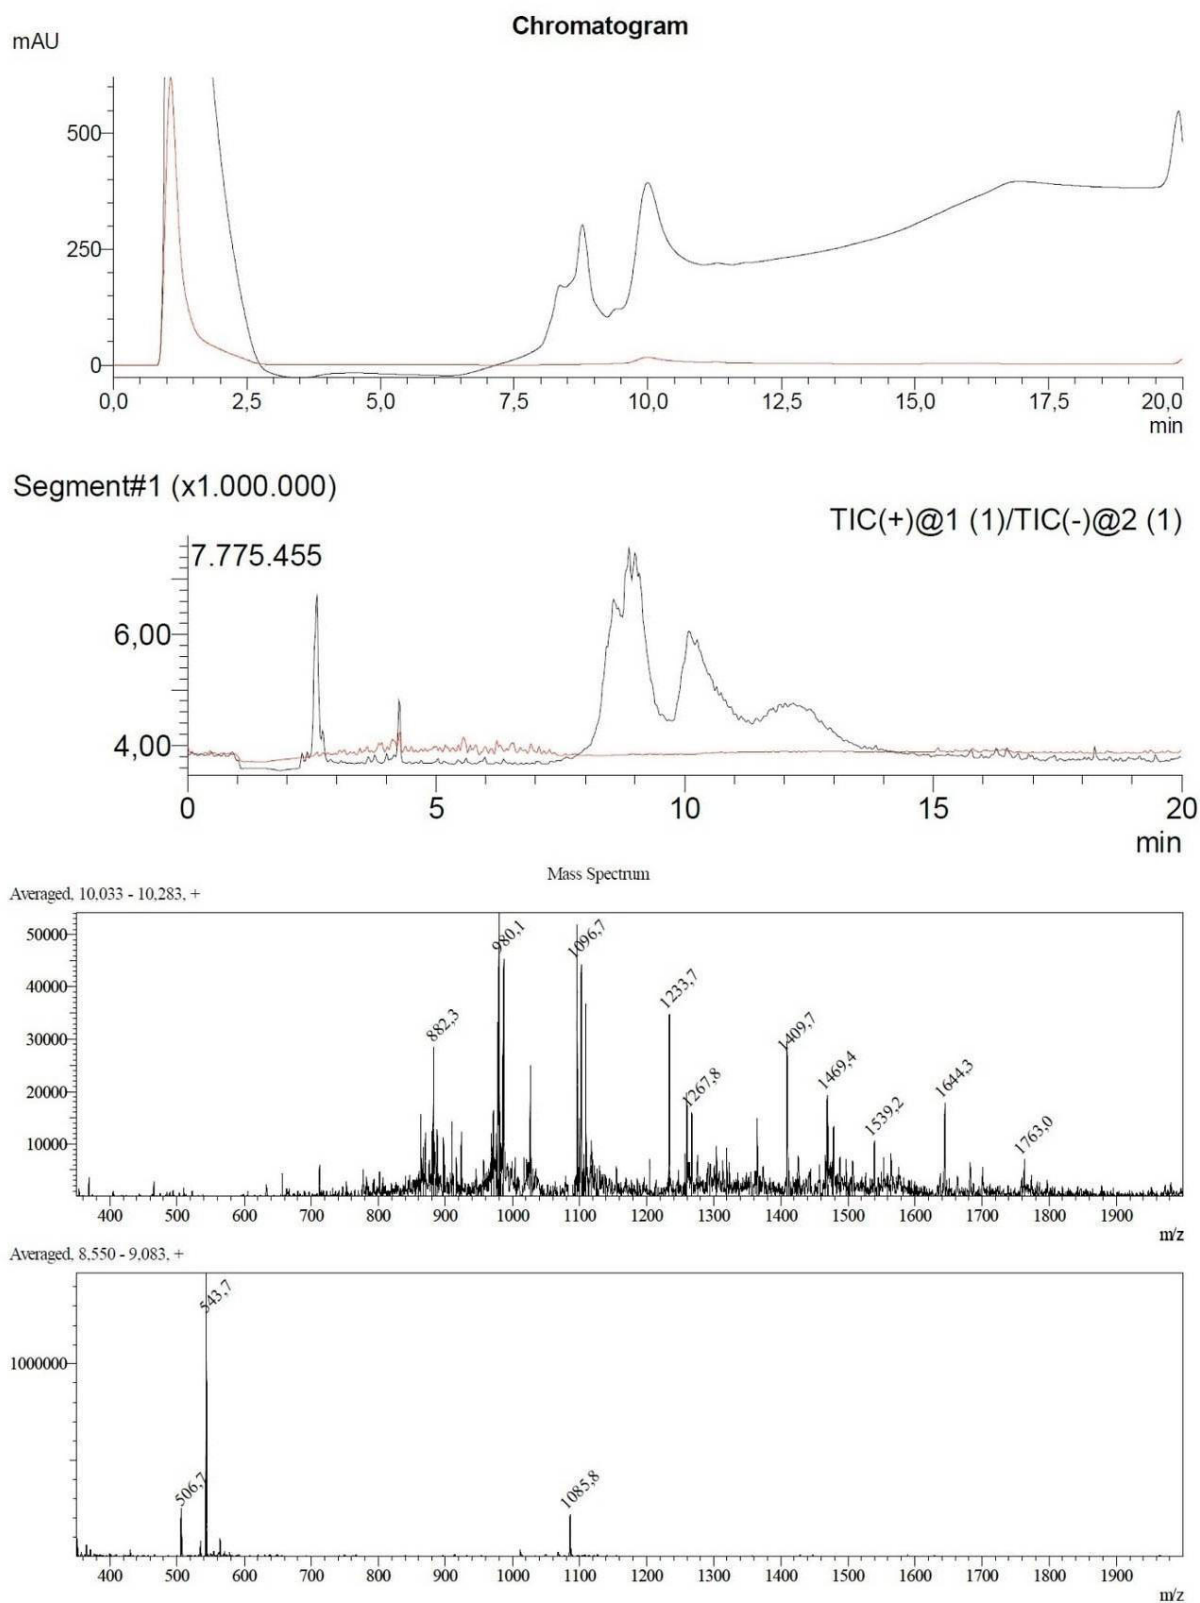 Chromatogram
mAU
500
250
0
0,0 2,5 5,0 7,5 10,0 12,5 15,0 17,5 20,0
min
Segment#1 (x1.000.000)
TIC(+)@1 (1)/TIC(-)@2 (1)
7.775.455
6,00
4,00
0 5 10 15 20
min
Mass Spectrum
Averaged, 10,033 - 10,283, +
50000
40000
30000
20000
10000
882,3 980,1 1096,7 1233,7 1267,8 1409,7 1469,4 1539,2 1644,3 1763,0
400 500 600 700 800 900 1000 1100 1200 1300 1400 1500 1600 1700 1800 1900
m/z
Averaged, 8,550 - 9,083, +
1000000
506,7 543,7 1085,8
400 500 600 700 800 900 1000 1100 1200 1300 1400 1500 1600 1700 1800 1900
m/z